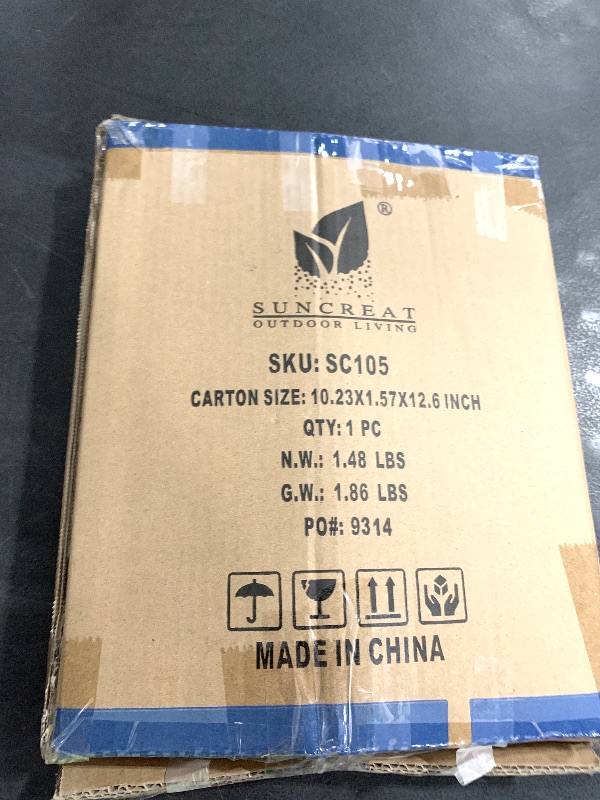 ®
SUNCREAT
OUTDOOR LIVING
SKU: SC105
CARTON SIZE: 10.23X1.57X12.6 INCH
QTY: 1 PC
N.W.: 1.48 LBS
G.W.: 1.86 LBS
PO#: 9314
MADE IN CHINA